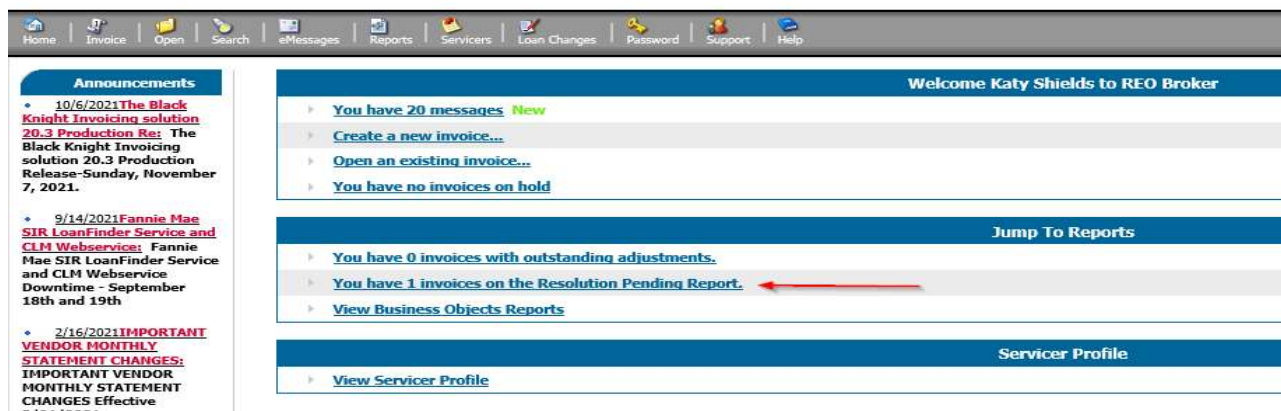 Home Invoice Open Search eMessages Reports Servicers Loan Changes Password Support Help
Announcements
10/6/2021The Black
Knight Invoicing solution
20.3 Production Re: The
Black Knight Invoicing
solution 20.3 Production
Release-Sunday, November
7, 2021.
9/14/2021Fannie Mae
SIR LoanFinder Service and
CLM Webservice: Fannie
Mae SIR LoanFinder Service
and CLM Webservice
Downtime - September
18th and 19th
2/16/2021IMPORTANT
VENDOR MONTHLY
STATEMENT CHANGES:
IMPORTANT VENDOR
MONTHLY STATEMENT
CHANGES Effective
Welcome Katy Shields to REO Broker
You have 20 messages New
Create a new invoice...
Open an existing invoice...
You have no invoices on hold
Jump To Reports
You have 0 invoices with outstanding adjustments.
You have 1 invoices on the Resolution Pending Report.
View Business Objects Reports
Servicer Profile
View Servicer Profile